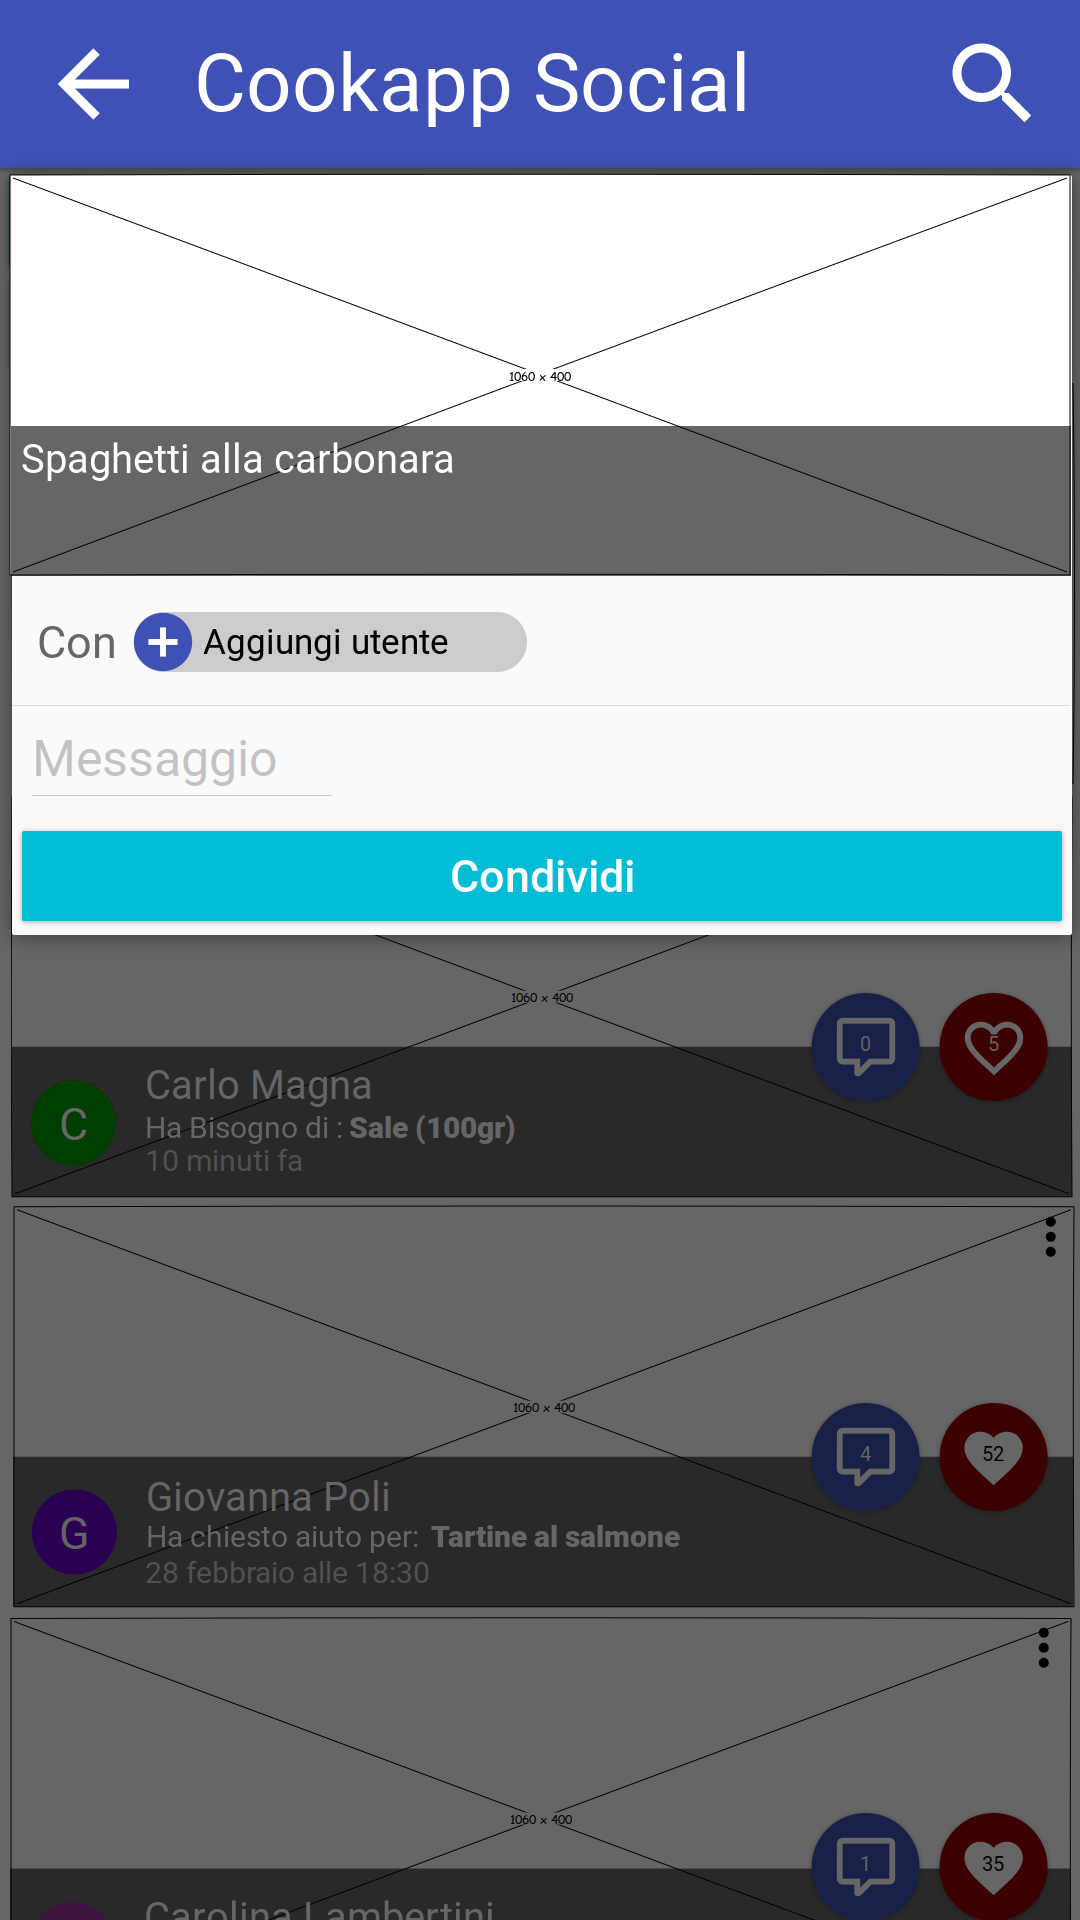 Cookapp Social
1060 x 400
Spaghetti alla carbonara
Con
Aggiungi utente
Messaggio
Condividi
1060 x 400
0
5
Carlo Magna
C
Ha Bisogno di : Sale (100gr)
10 minuti fa
1060 x 400
4
52
Giovanna Poli
G
Ha chiesto aiuto per: Tartine al salmone
28 febbraio alle 18:30
1060 x 400
1
35
Carolina Lambertini